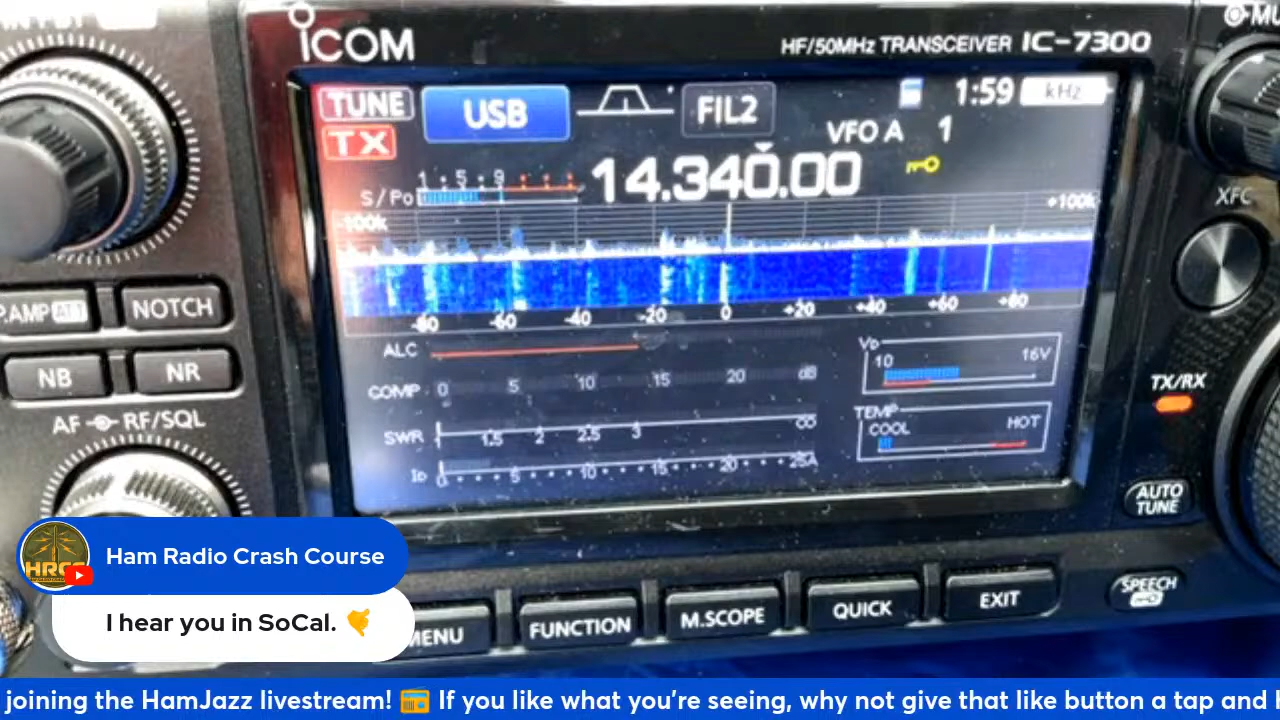 ICOM
HF/50MHz TRANSCEIVER IC-7300
TUNE
USB
FIL2
1:59
kHz
TX
VFO A 1
14.340.00
S/Po
1 5 9
-100k
+100k
-80 -60 -40 -20 0 +20 +40 +60 +80
ALC
COMP 0 5 10 15 20 dB
SWR 1 1.5 2 2.5 3 ∞
ID 0 5 10 15 20 25A
VD
10 16V
TEMP
COOL HOT
XFC
TX/RX
AUTO
TUNE
SPEECH
P.AMP ATT
NOTCH
NB
NR
AF RF/SQL
MENU
FUNCTION
M.SCOPE
QUICK
EXIT
HRCC
Ham Radio Crash Course
I hear you in SoCal. 🤙
joining the HamJazz livestream! 📻 If you like what you're seeing, why not give that like button a tap and